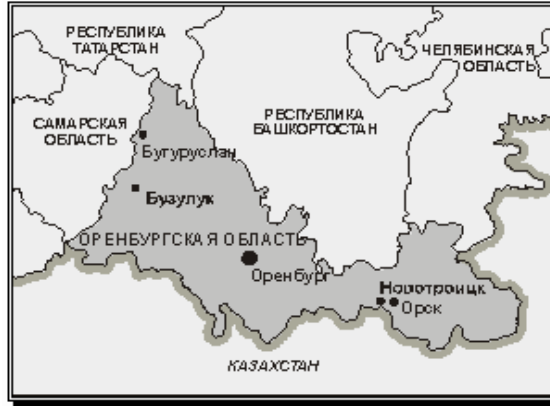 РЕСПУБЛИКА
ТАТАРСТАН
ЧЕЛЯБИНСКАЯ
ОБЛАСТЬ
РЕСПУБЛИКА
БАШКОРТОСТАН
САМАРСКАЯ
ОБЛАСТЬ
Бугуруслан
Бузулук
ОРЕНБУРГСКАЯ ОБЛАСТЬ
Оренбург
Новотроицк
Орск
КАЗАХСТАН